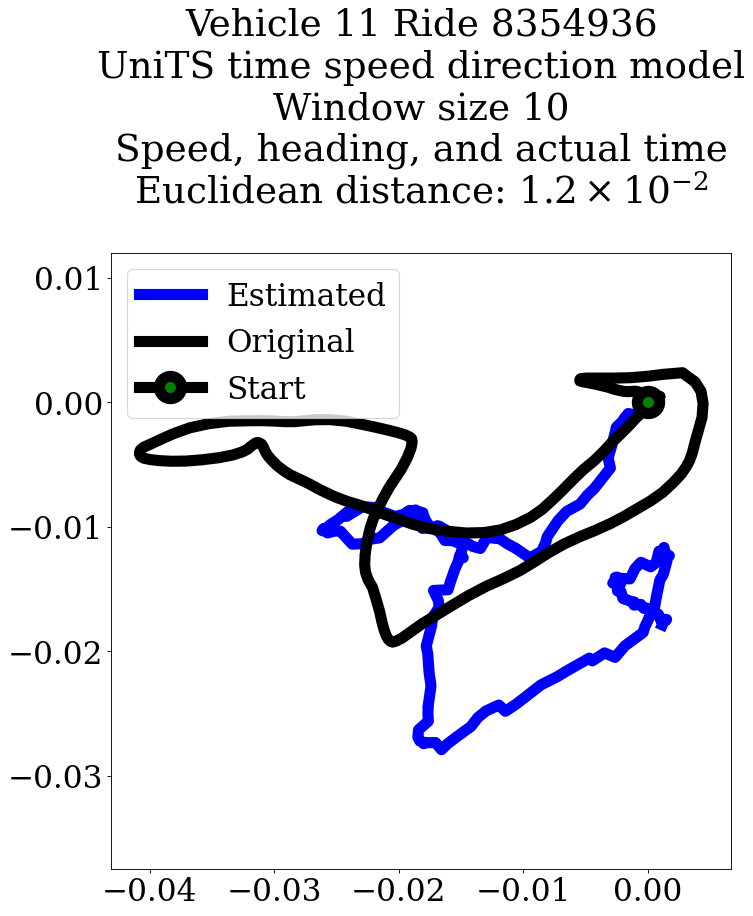 Vehicle 11 Ride 8354936
UniTS time speed direction model
Window size 10
Speed, heading, and actual time
Euclidean distance: 1.2 × 10⁻²
Estimated
Original
Start
0.01
0.00
−0.01
−0.02
−0.03
−0.04 −0.03 −0.02 −0.01 0.00